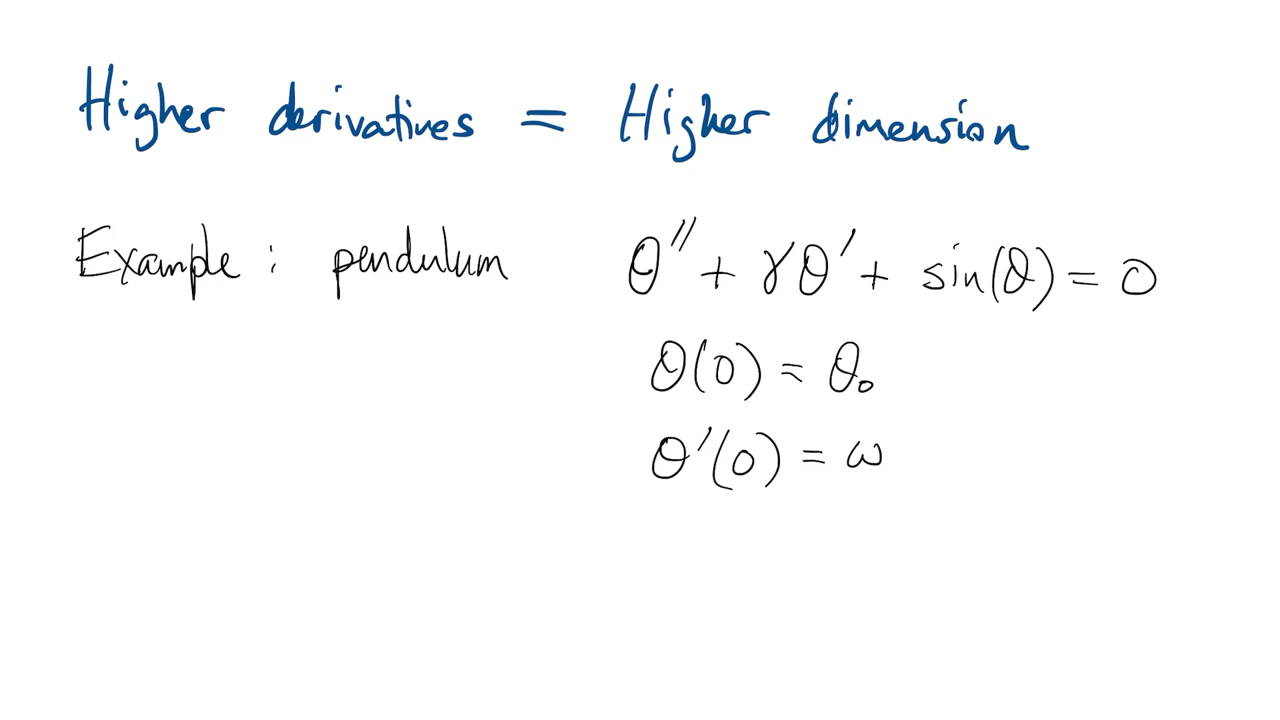 Higher derivatives = Higher dimension
Example : pendulum θ'' + γθ' + sin(θ) = 0
θ(0) = θ₀
θ'(0) = ω